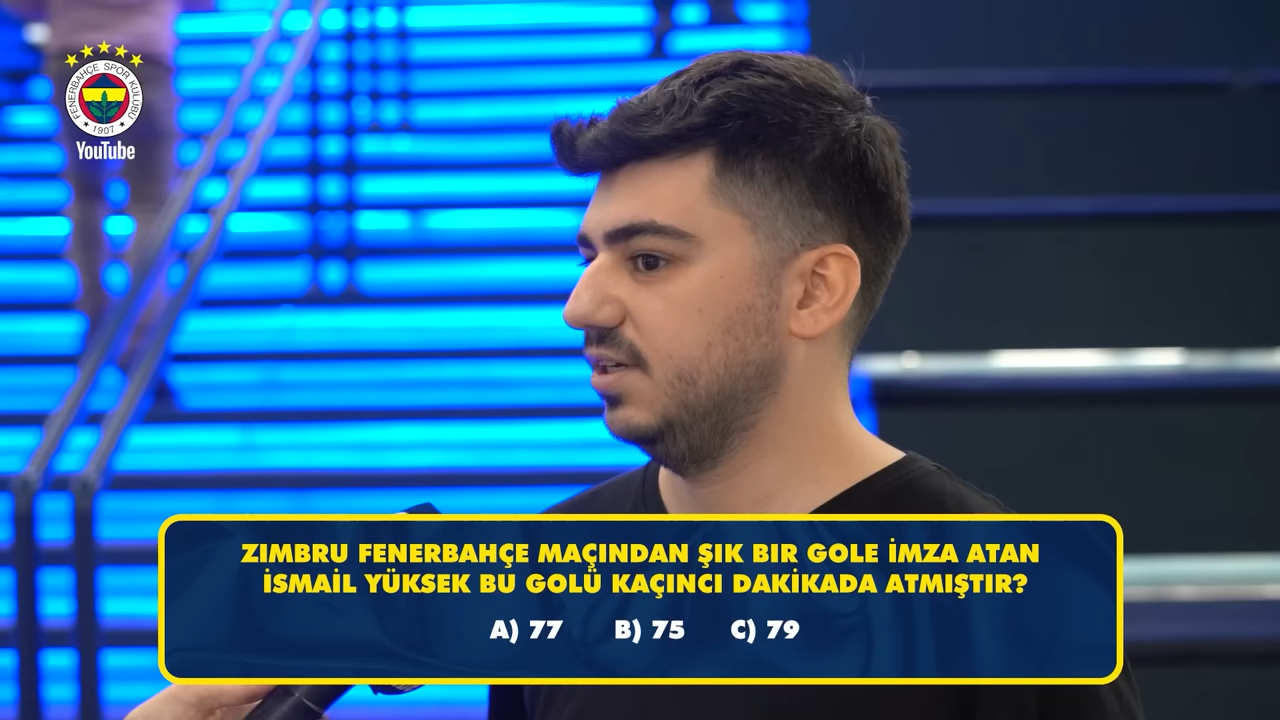 FENERBAHÇE SPOR KULÜBÜ
1907
YouTube
ZIMBRU FENERBAHÇE MAÇINDAN ŞIK BIR GOLE İMZA ATAN
İSMAİL YÜKSEK BU GOLÜ KAÇINCI DAKİKADA ATMIŞTIR?
A) 77 B) 75 C) 79